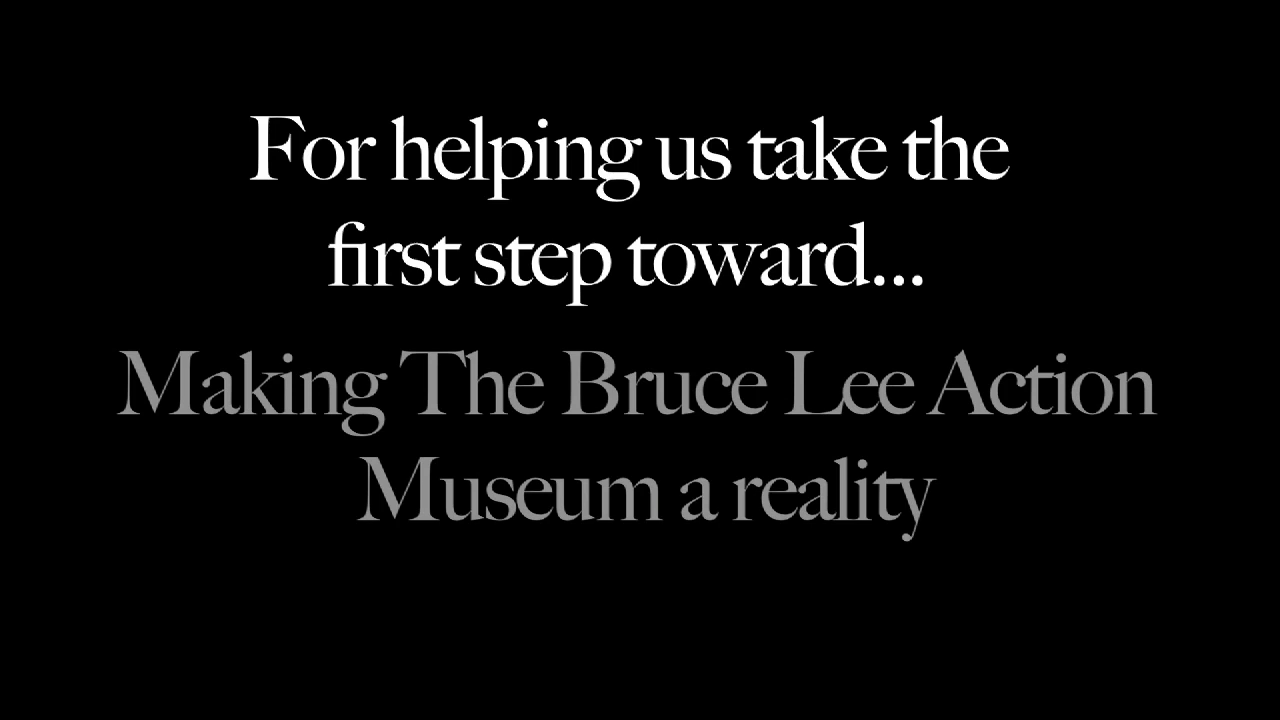 For helping us take the
first step toward...
Making The Bruce Lee Action
Museum a reality